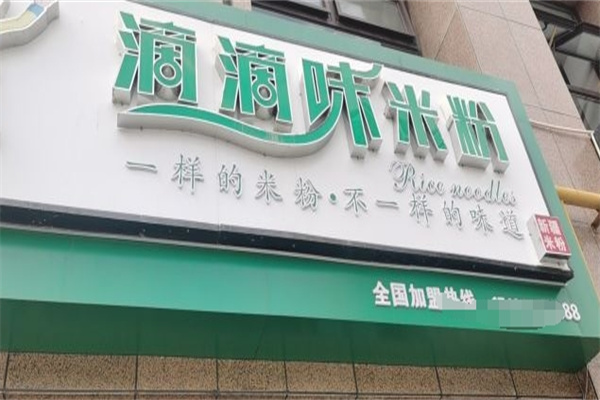 滴滴味米粉
Rice noodles
一样的米粉·不一样的味道
新疆
米粉
全国加盟热线
88